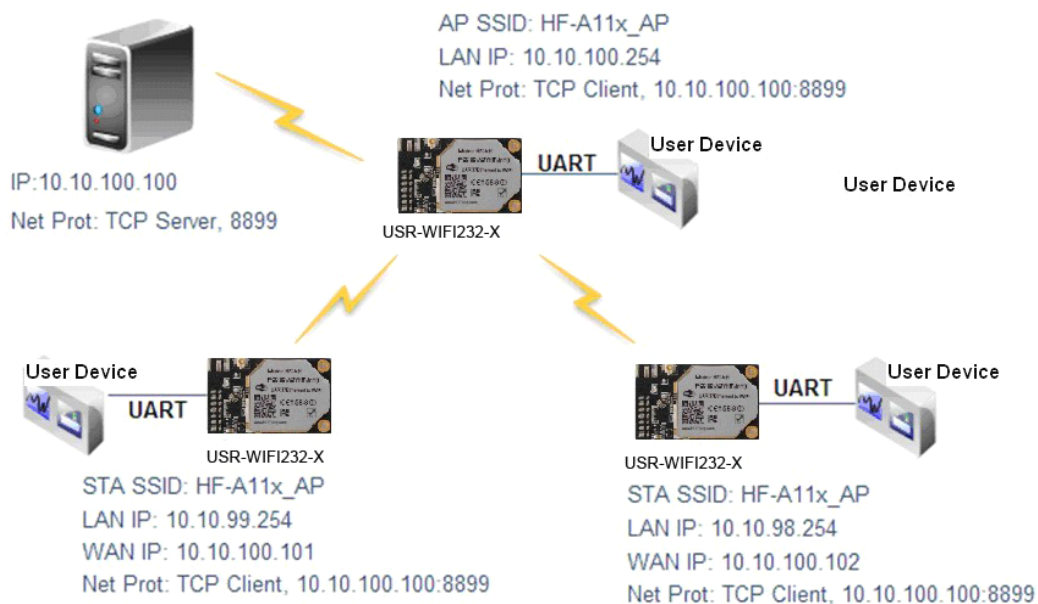 AP SSID: HF-A11x_AP
LAN IP: 10.10.100.254
Net Prot: TCP Client, 10.10.100.100:8899
IP:10.10.100.100
Net Prot: TCP Server, 8899
UART
User Device
User Device
USR-WIFI232-X
User Device
UART
USR-WIFI232-X
STA SSID: HF-A11x_AP
LAN IP: 10.10.99.254
WAN IP: 10.10.100.101
Net Prot: TCP Client, 10.10.100.100:8899
UART
User Device
USR-WIFI232-X
STA SSID: HF-A11x_AP
LAN IP: 10.10.98.254
WAN IP: 10.10.100.102
Net Prot: TCP Client, 10.10.100.100:8899